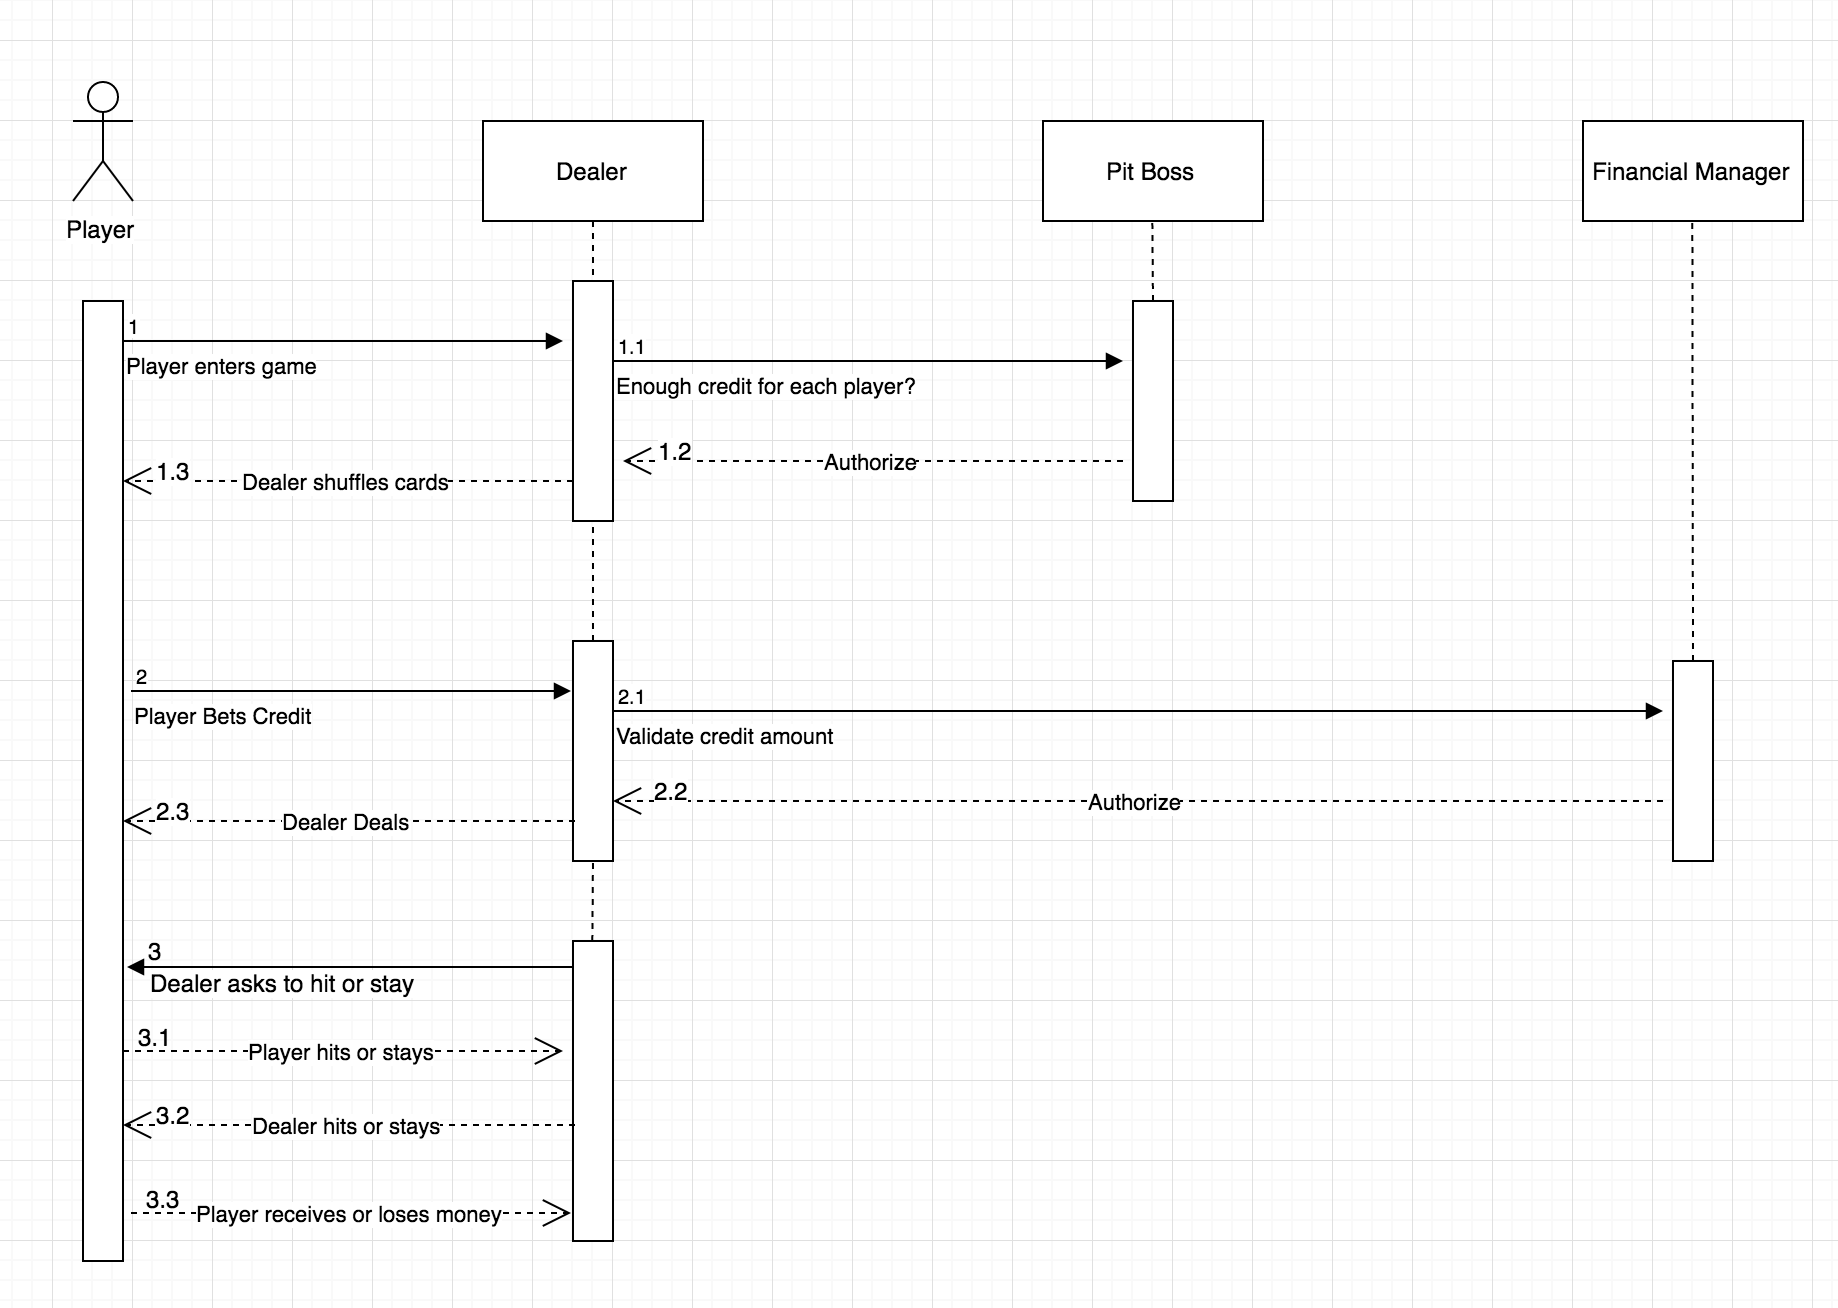 Player
Dealer
Pit Boss
Financial Manager
1
Player enters game
1.1
Enough credit for each player?
1.2
Authorize
1.3
Dealer shuffles cards
2
Player Bets Credit
2.1
Validate credit amount
2.2
Authorize
2.3
Dealer Deals
3
Dealer asks to hit or stay
3.1
Player hits or stays
3.2
Dealer hits or stays
3.3
Player receives or loses money